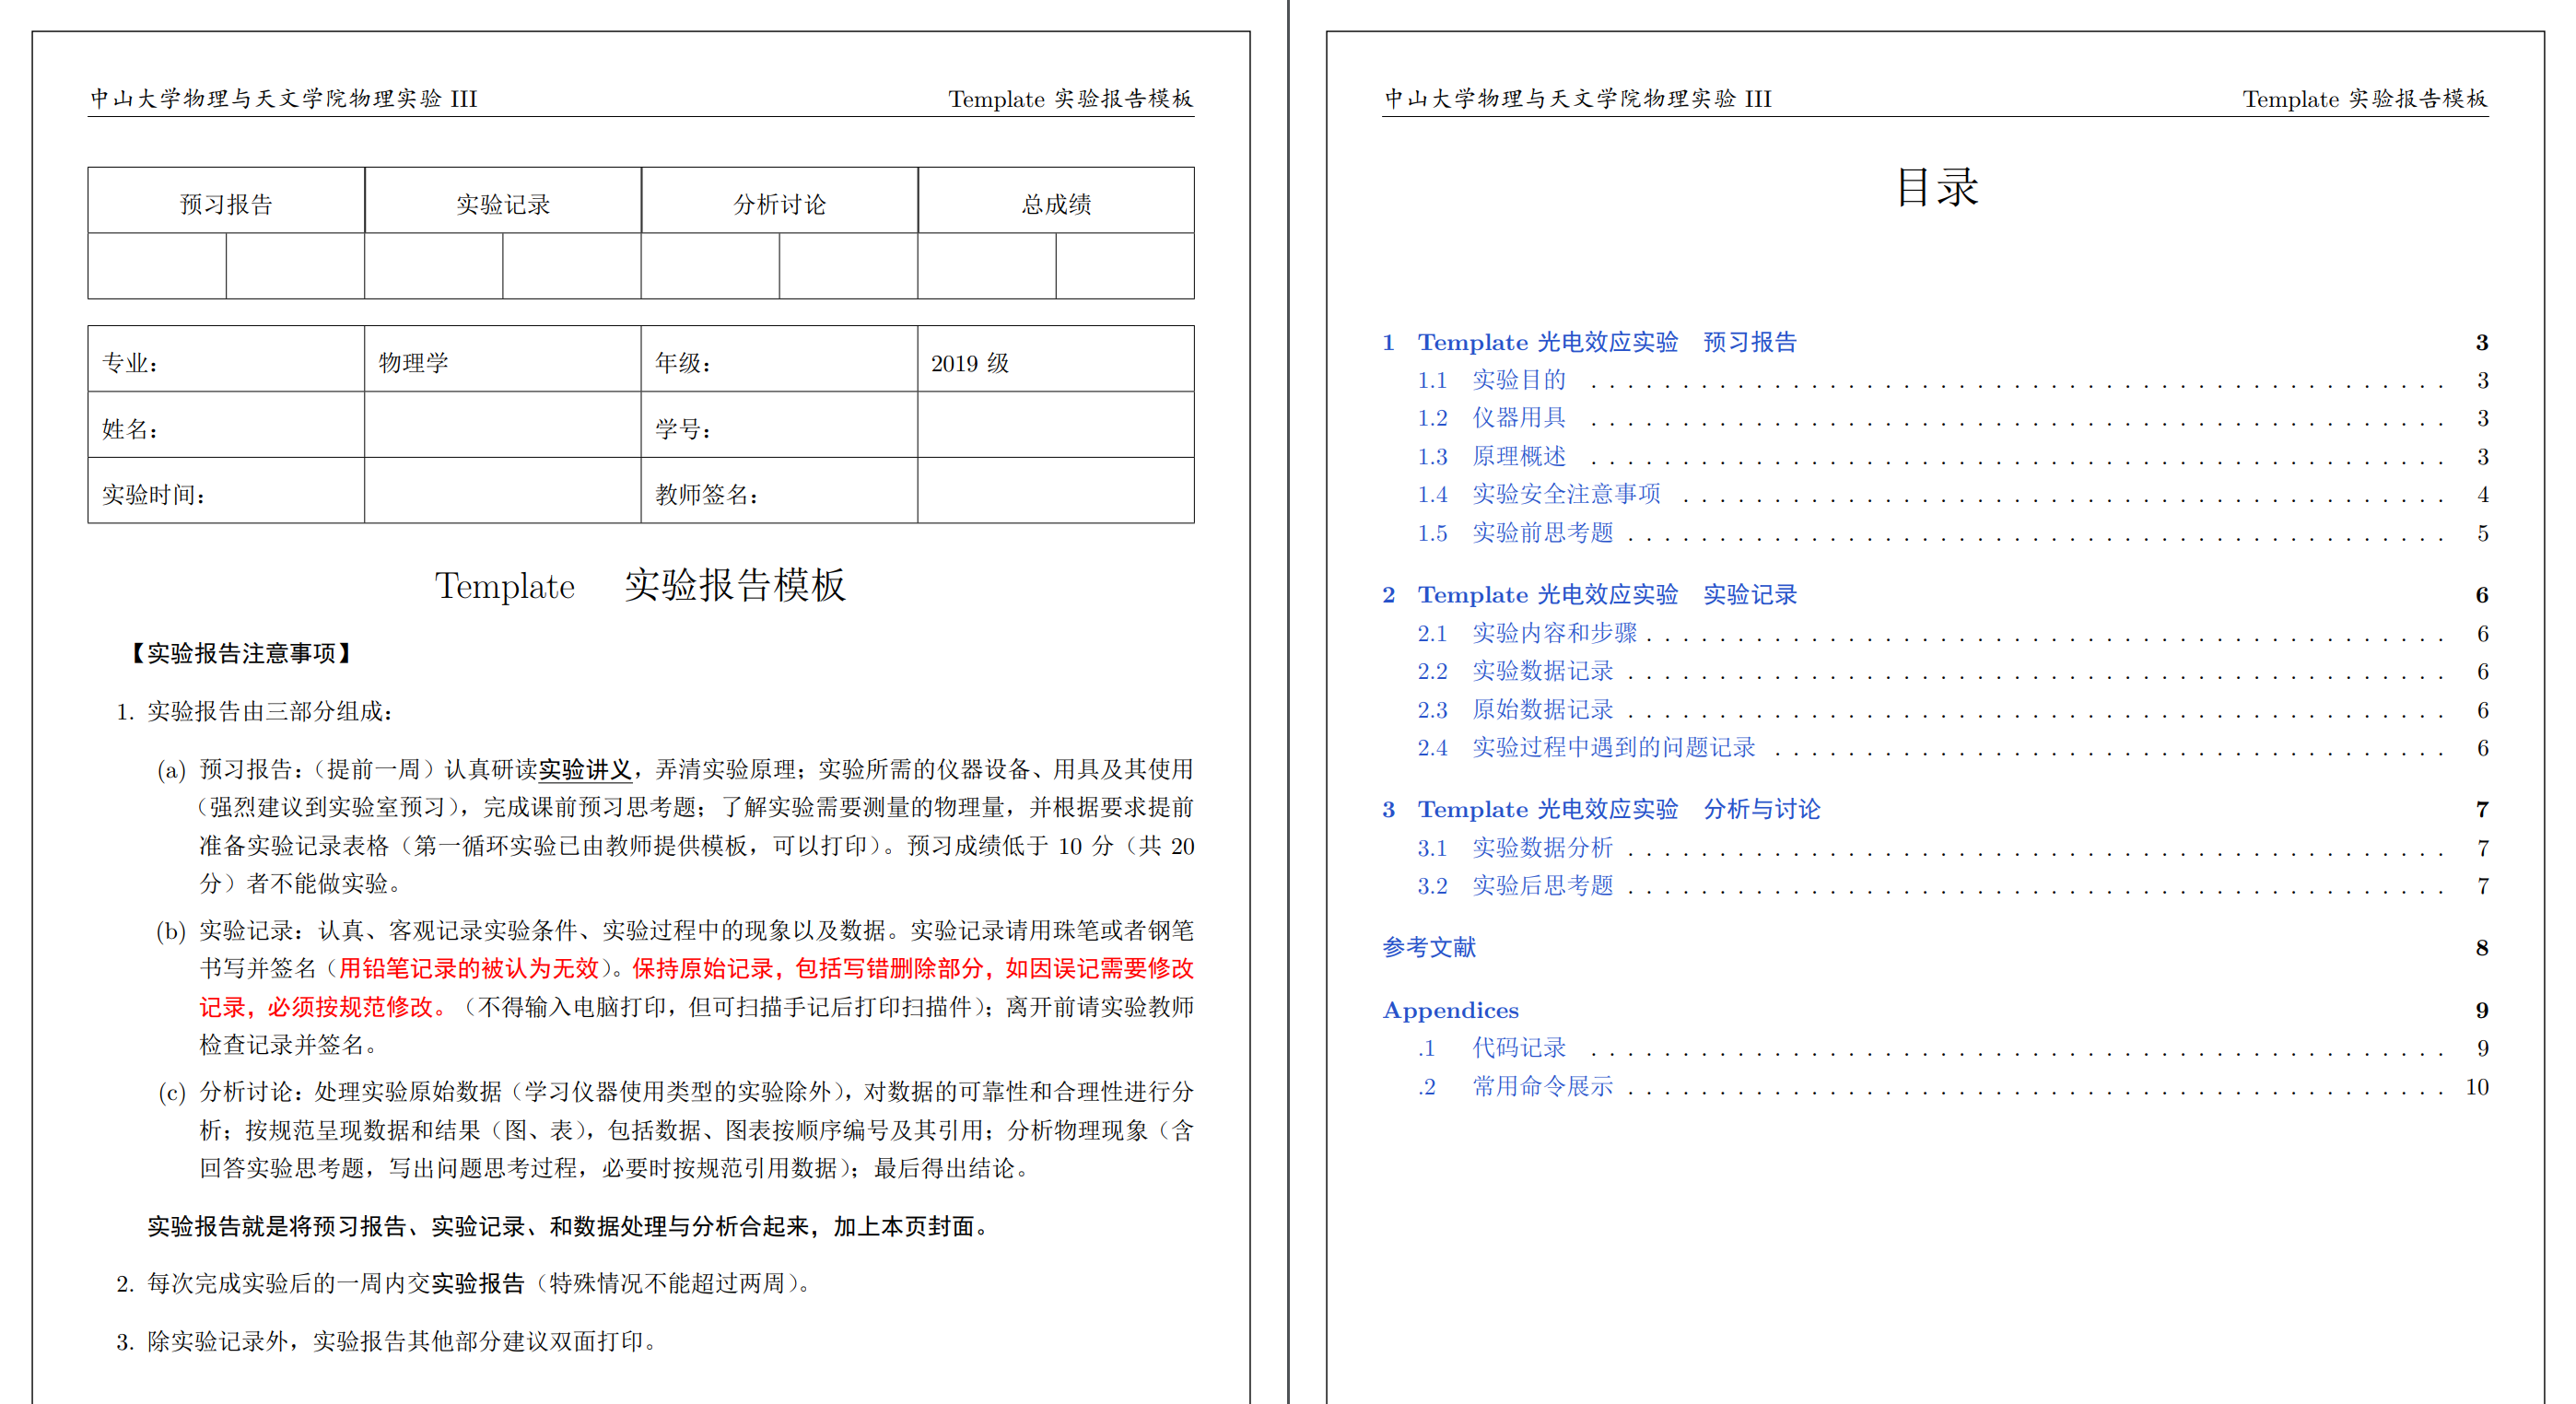 中山大学物理与天文学院物理实验 III
Template 实验报告模板
预习报告 实验记录 分析讨论 总成绩
专业： 物理学 年级： 2019 级
姓名： 学号：
实验时间： 教师签名：
Template 实验报告模板
【实验报告注意事项】
1. 实验报告由三部分组成：
(a) 预习报告：（提前一周）认真研读实验讲义，弄清实验原理；实验所需的仪器设备、用具及其使用
（强烈建议到实验室预习），完成课前预习思考题；了解实验需要测量的物理量，并根据要求提前
准备实验记录表格（第一循环实验已由教师提供模板，可以打印）。预习成绩低于 10 分（共 20
分）者不能做实验。
(b) 实验记录：认真、客观记录实验条件、实验过程中的现象以及数据。实验记录请用珠笔或者钢笔
书写并签名（用铅笔记录的被认为无效）。保持原始记录，包括写错删除部分，如因误记需要修改
记录，必须按规范修改。（不得输入电脑打印，但可扫描手记后打印扫描件）；离开前请实验教师
检查记录并签名。
(c) 分析讨论：处理实验原始数据（学习仪器使用类型的实验除外），对数据的可靠性和合理性进行分
析；按规范呈现数据和结果（图、表），包括数据、图表按顺序编号及其引用；分析物理现象（含
回答实验思考题，写出问题思考过程，必要时按规范引用数据）；最后得出结论。
实验报告就是将预习报告、实验记录、和数据处理与分析合起来，加上本页封面。
2. 每次完成实验后的一周内交实验报告（特殊情况不能超过两周）。
3. 除实验记录外，实验报告其他部分建议双面打印。
中山大学物理与天文学院物理实验 III
Template 实验报告模板
目录
1 Template 光电效应实验 预习报告 3
1.1 实验目的 . . . . . . . . . . . . . . . . . . . . 3
1.2 仪器用具 . . . . . . . . . . . . . . . . . . . . 3
1.3 原理概述 . . . . . . . . . . . . . . . . . . . . 3
1.4 实验安全注意事项 . . . . . . . . . . . . . . . . . . . . 4
1.5 实验前思考题 . . . . . . . . . . . . . . . . . . . . 5
2 Template 光电效应实验 实验记录 6
2.1 实验内容和步骤 . . . . . . . . . . . . . . . . . . . . 6
2.2 实验数据记录 . . . . . . . . . . . . . . . . . . . . 6
2.3 原始数据记录 . . . . . . . . . . . . . . . . . . . . 6
2.4 实验过程中遇到的问题记录 . . . . . . . . . . . . . . . . . . . . 6
3 Template 光电效应实验 分析与讨论 7
3.1 实验数据分析 . . . . . . . . . . . . . . . . . . . . 7
3.2 实验后思考题 . . . . . . . . . . . . . . . . . . . . 7
参考文献 8
Appendices 9
.1 代码记录 . . . . . . . . . . . . . . . . . . . . 9
.2 常用命令展示 . . . . . . . . . . . . . . . . . . . . 10